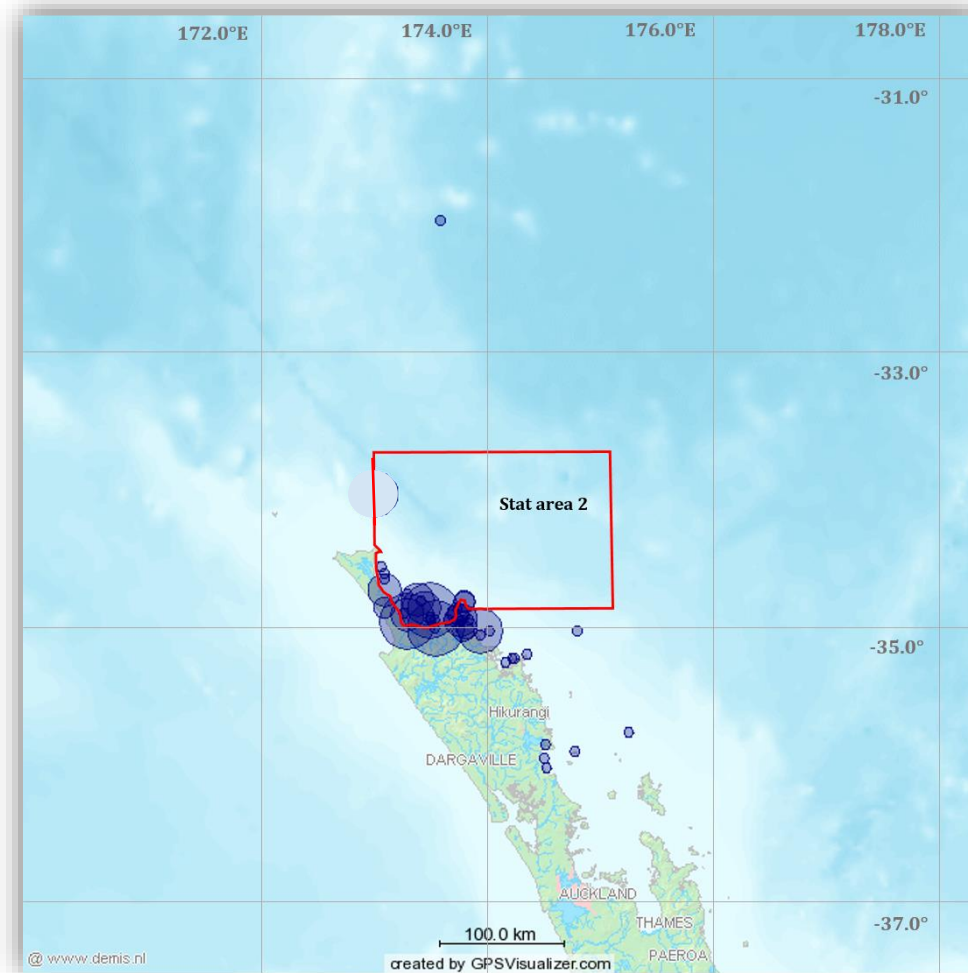 172.0°E 174.0°E 176.0°E 178.0°E
-31.0°
-33.0°
Stat area 2
-35.0°
Hikurangi
DARGAVILLE
AUCKLAND
THAMES
-37.0°
100.0 km
PAEROA
@ www.demis.nl
created by GPSVisualizer.com